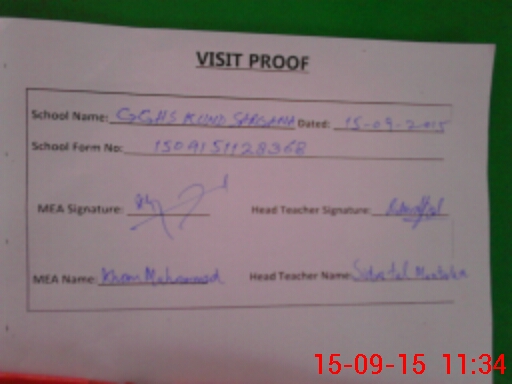 VISIT PROOF
School Name: GGHS KUND SARGANA Dated: 15-09-2015
School Form No: 1509151128368
MEA Signature: Head Teacher Signature:
MEA Name: Khan Muhammad Head Teacher Name:
15-09-15 11:34